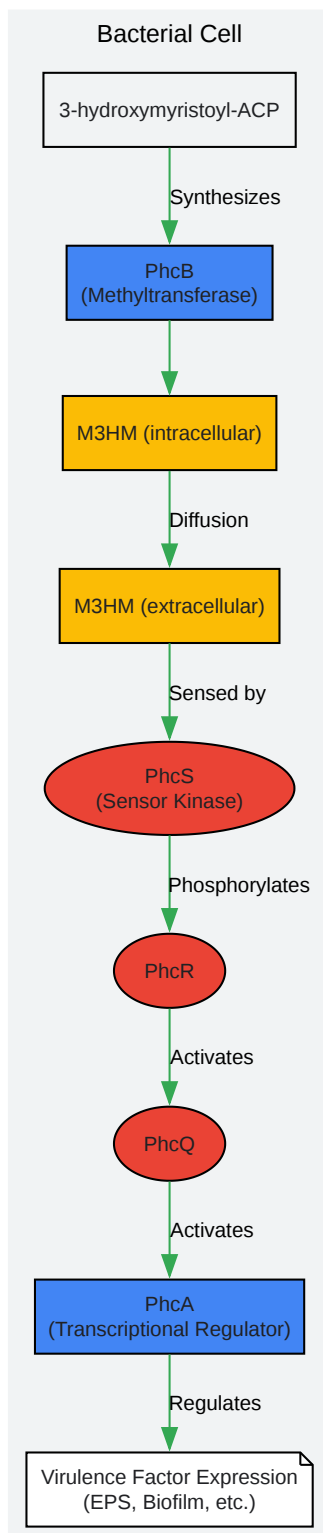 Bacterial Cell
3-hydroxymyristoyl-ACP
Synthesizes
PhcB
(Methyltransferase)
M3HM (intracellular)
Diffusion
M3HM (extracellular)
Sensed by
PhcS
(Sensor Kinase)
Phosphorylates
PhcR
Activates
PhcQ
Activates
PhcA
(Transcriptional Regulator)
Regulates
Virulence Factor Expression
(EPS, Biofilm, etc.)